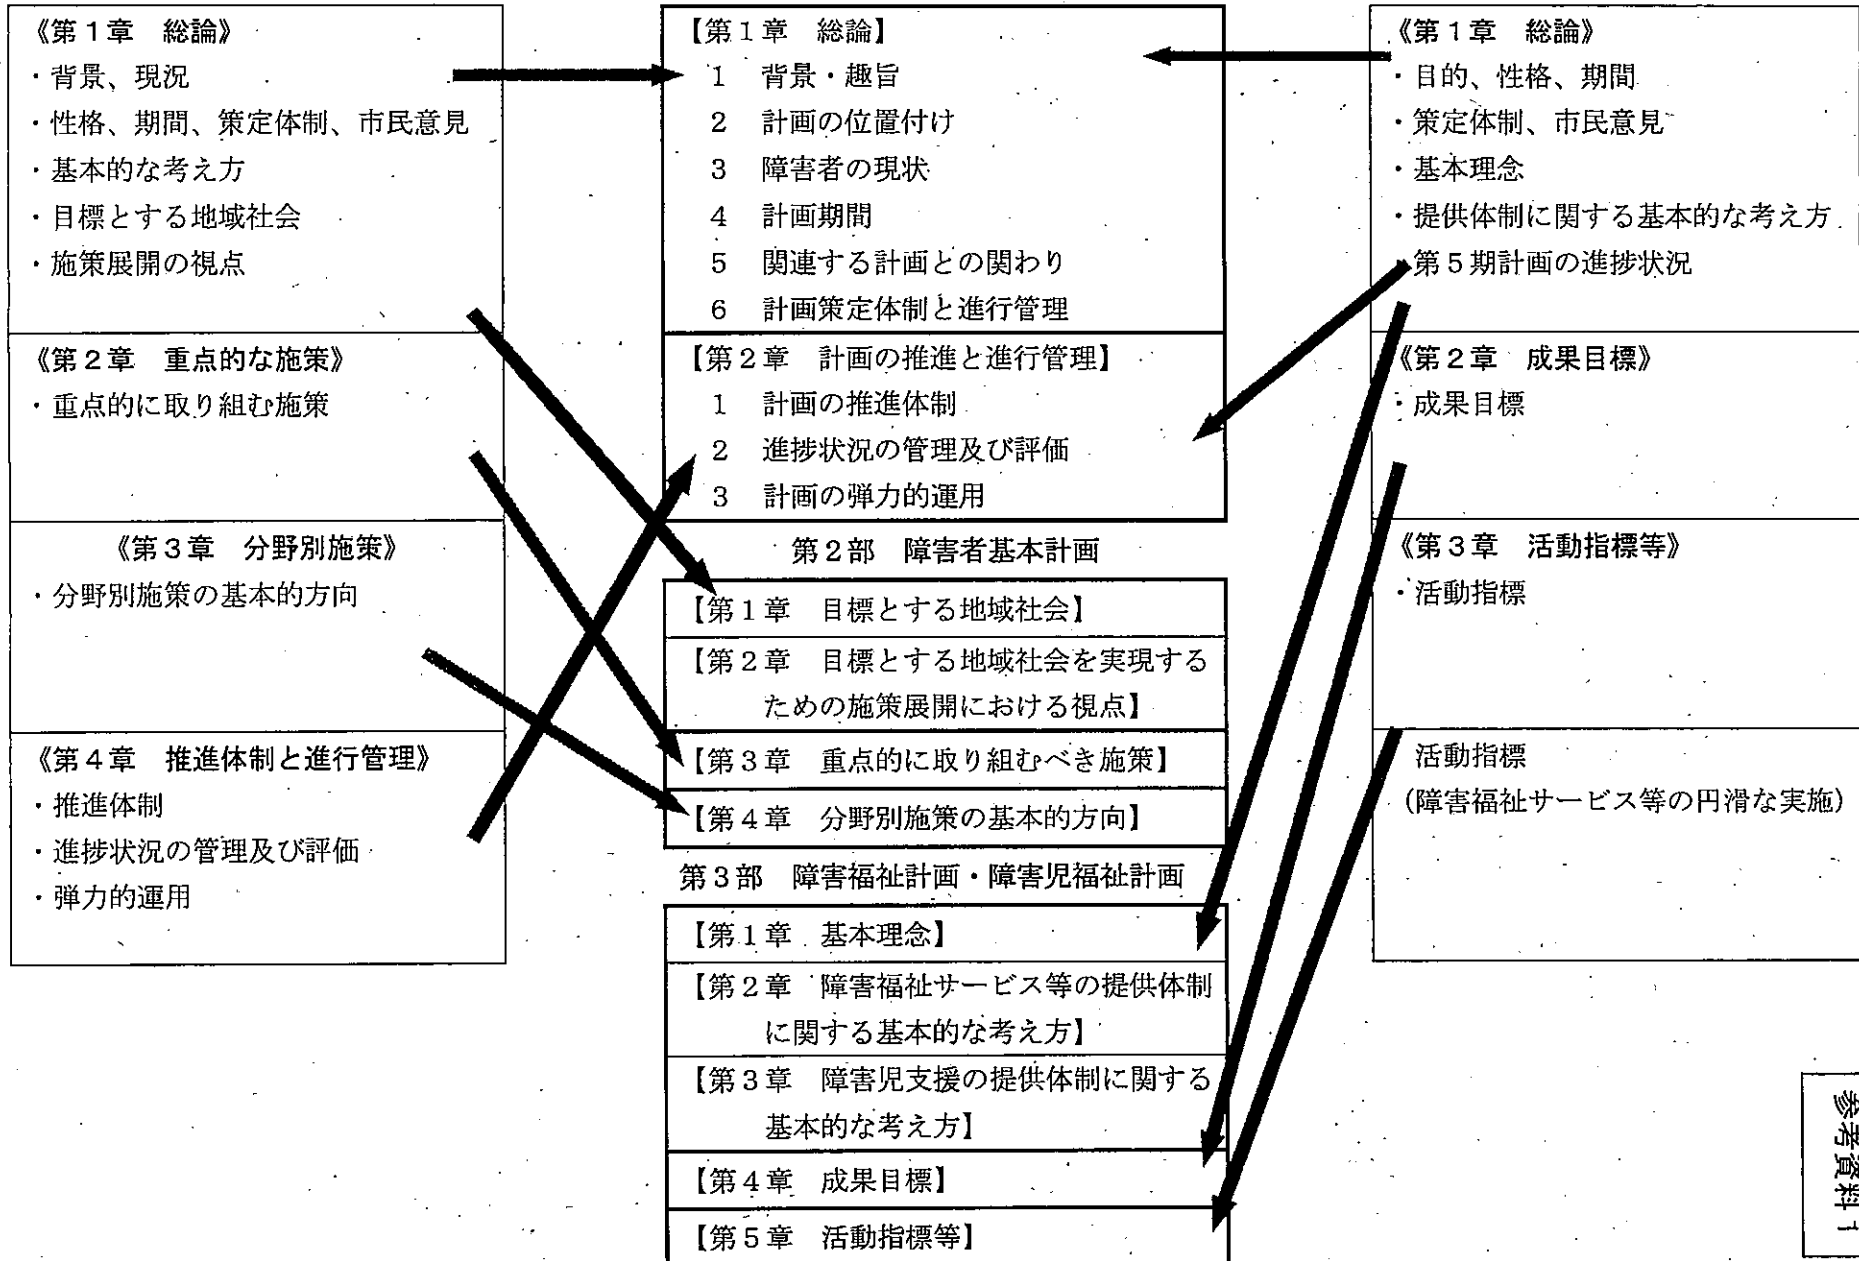 《第1章　総論》
・背景、現況
・性格、期間、策定体制、市民意見
・基本的な考え方
・目標とする地域社会
・施策展開の視点
《第2章　重点的な施策》
・重点的に取り組む施策
《第3章　分野別施策》
・分野別施策の基本的方向
《第4章　推進体制と進行管理》
・推進体制
・進捗状況の管理及び評価
・弾力的運用
【第1章　総論】
1　背景・趣旨
2　計画の位置付け
3　障害者の現状
4　計画期間
5　関連する計画との関わり
6　計画策定体制と進行管理
【第2章　計画の推進と進行管理】
1　計画の推進体制
2　進捗状況の管理及び評価
3　計画の弾力的運用
第2部　障害者基本計画
【第1章　目標とする地域社会】
【第2章　目標とする地域社会を実現する
ための施策展開における視点】
【第3章　重点的に取り組むべき施策】
【第4章　分野別施策の基本的方向】
第3部　障害福祉計画・障害児福祉計画
【第1章　基本理念】
【第2章　障害福祉サービス等の提供体制
に関する基本的な考え方】
【第3章　障害児支援の提供体制に関する
基本的な考え方】
【第4章　成果目標】
【第5章　活動指標等】
《第1章　総論》
・目的、性格、期間
・策定体制、市民意見
・基本理念
・提供体制に関する基本的な考え方
・第5期計画の進捗状況
《第2章　成果目標》
・成果目標
《第3章　活動指標等》
・活動指標
活動指標
（障害福祉サービス等の円滑な実施）
参考資料1